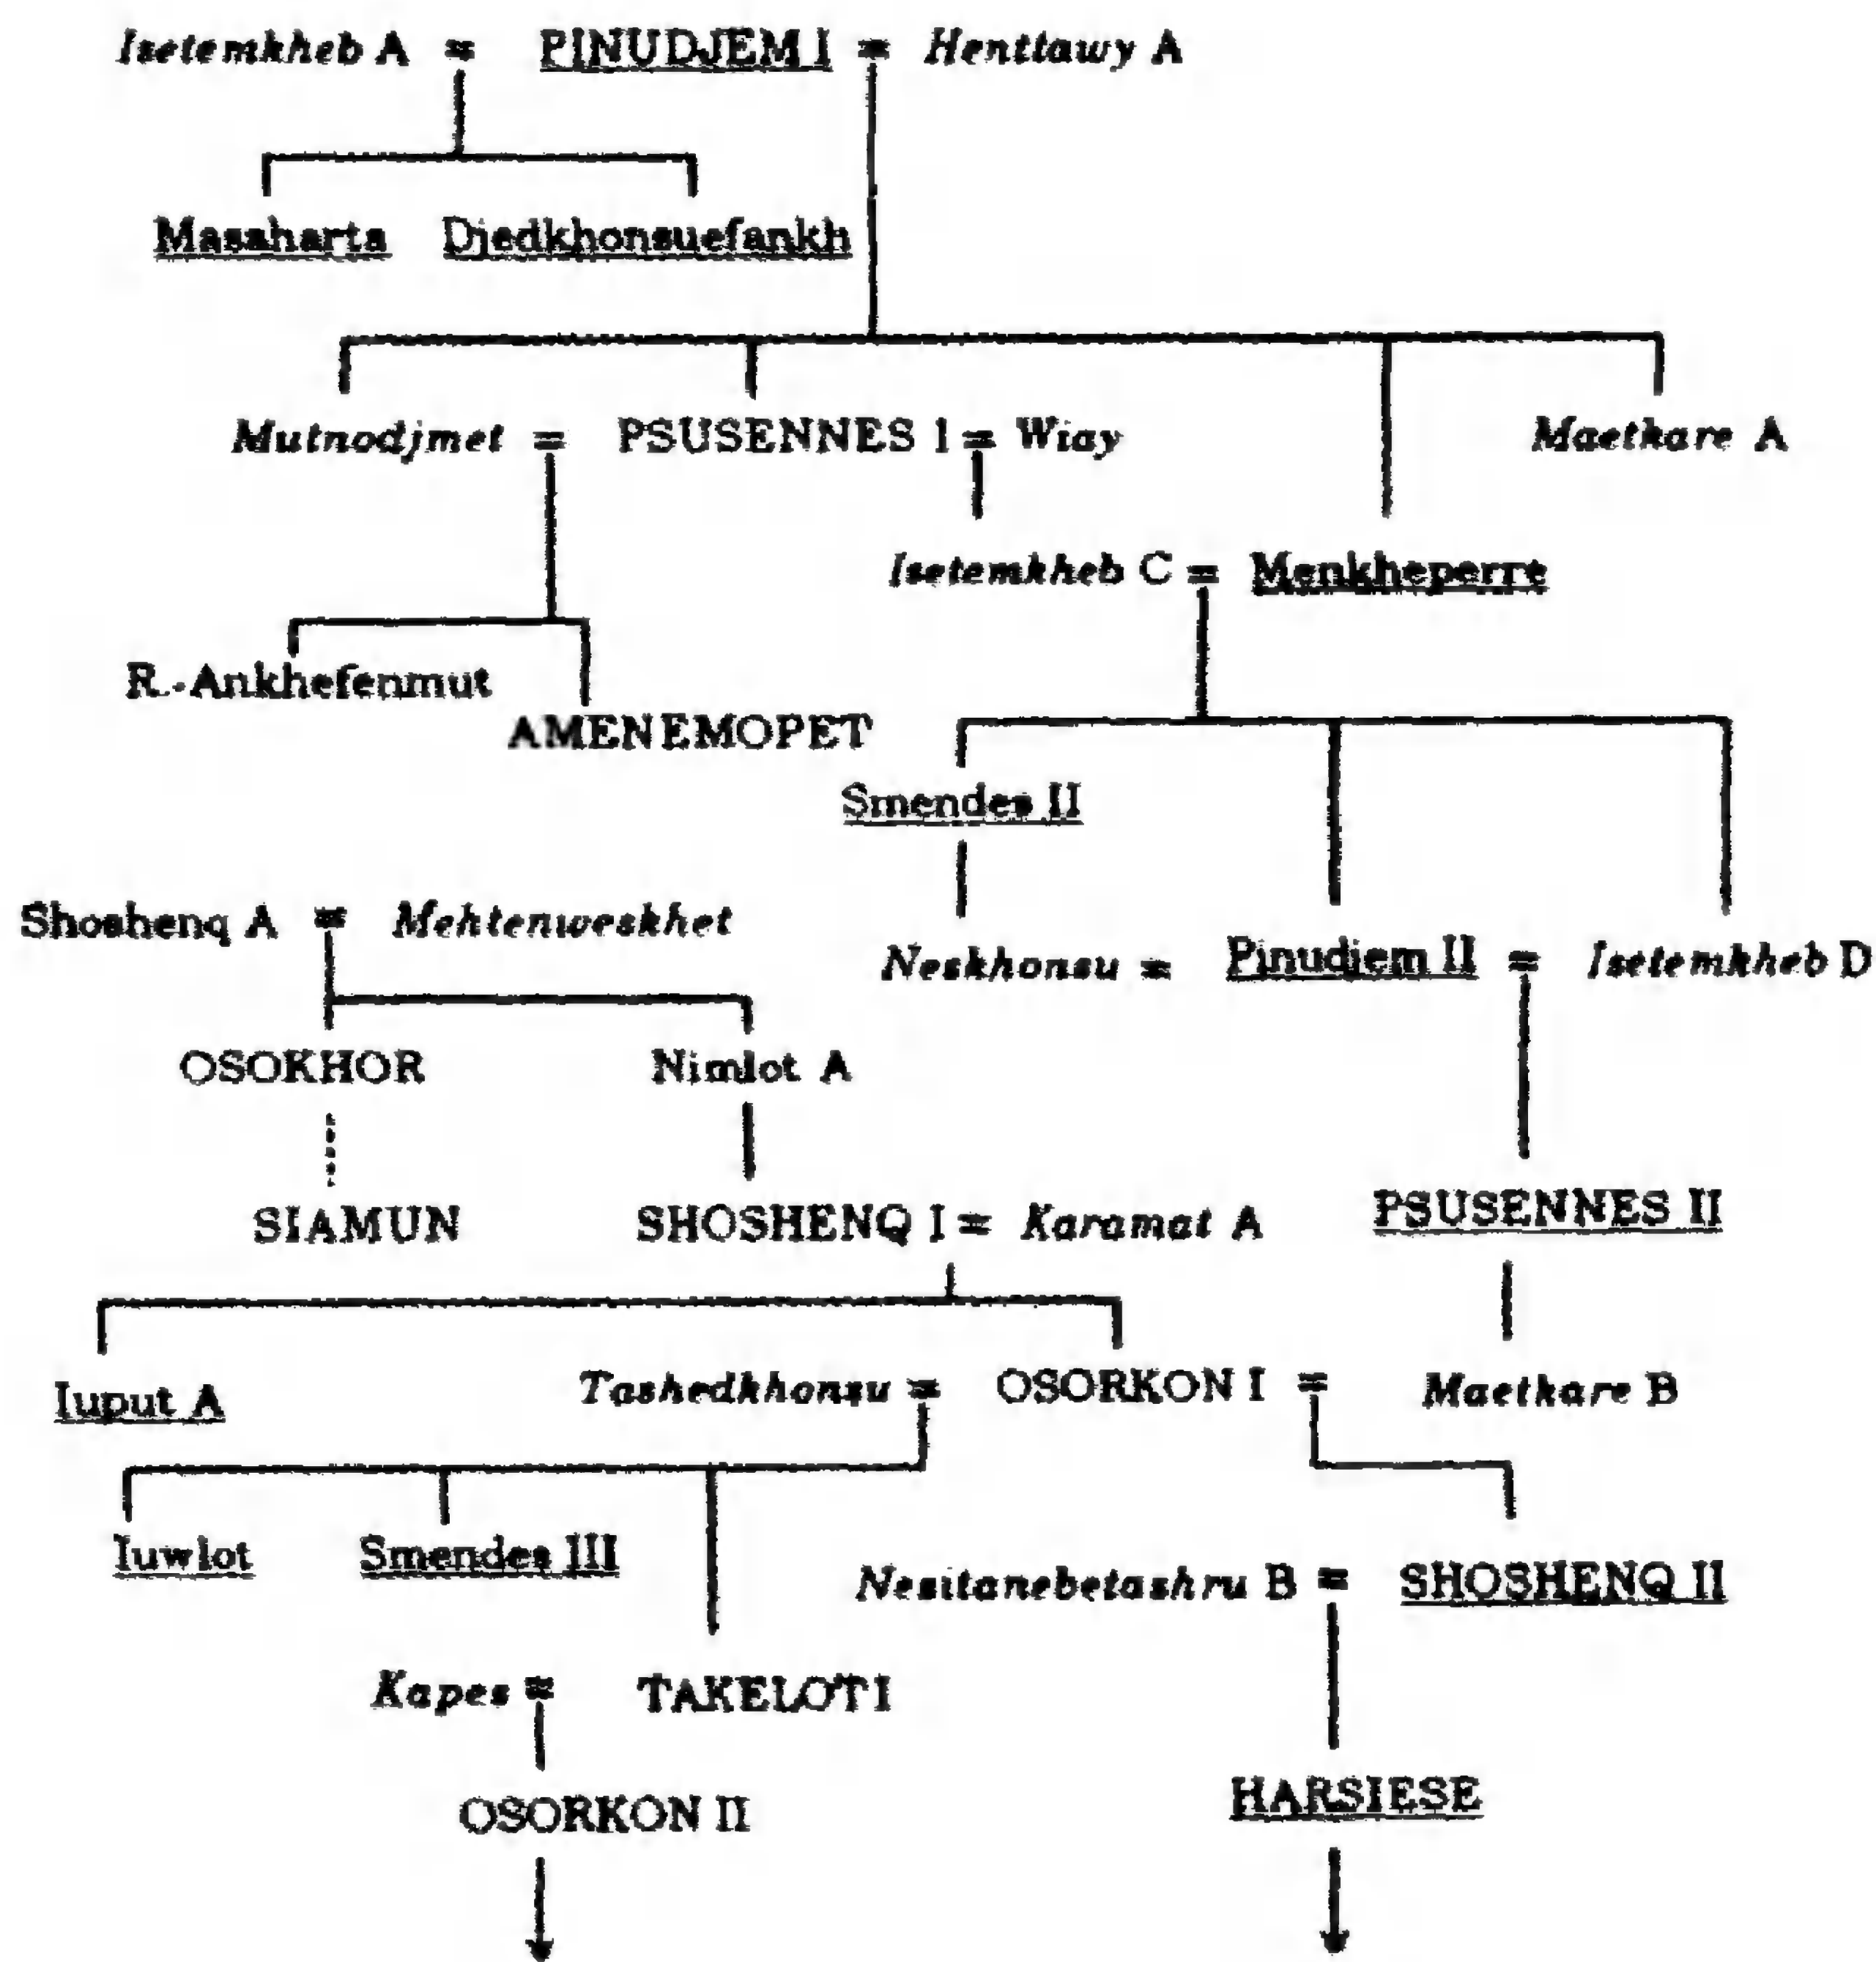 Isetemkheb A = PINUDJEM I = Henttawy A
Masaharta Djedkhonsuefankh
Mutnodjmet = PSUSENNES I = Wiay Maetkare A
Isetemkheb C = Menkheperre
R.-Ankhefenmut
AMENEMOPET
Smendes II
Shoshenq A = Mehtenweskhet
Neskhonsu = Pinudjem II = Isetemkheb D
OSOKHOR Nimlot A
SIAMUN SHOSHENQ I = Karamat A PSUSENNES II
Iuput A Tashedkhonsu = OSORKON I = Maetkare B
Iuwlot Smendes III
Nesitanebetashru B = SHOSHENQ II
Kapes = TAKELOT I
OSORKON II HARSIESE